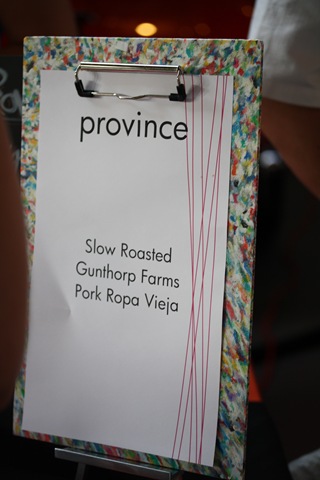 province
Slow Roasted
Gunthorp Farms
Pork Ropa Vieja